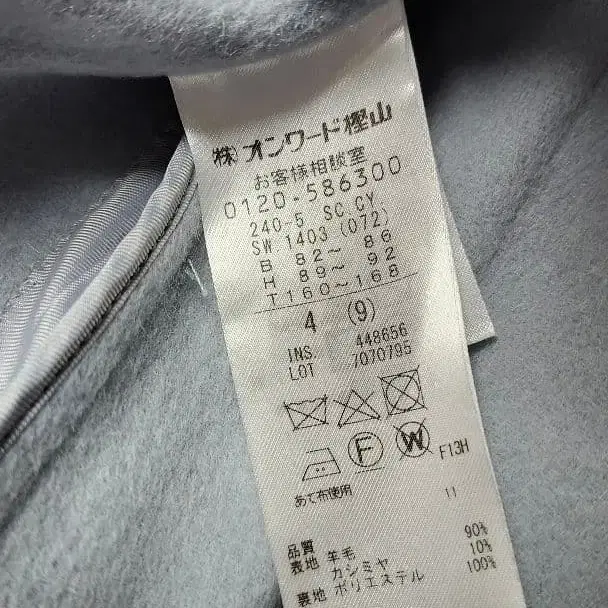 ㈱オンワード樫山
お客様相談室
0120-586300
240-5 SC.CY.
SW 1403 (072)
B 82〜 86
H 89〜 92
T160〜168
4 (9)
INS. 448656
LOT 7070795
F W F13H
あて布使用 11
品質
表地 羊毛 90%
カシミヤ 10%
裏地 ポリエステル 100%